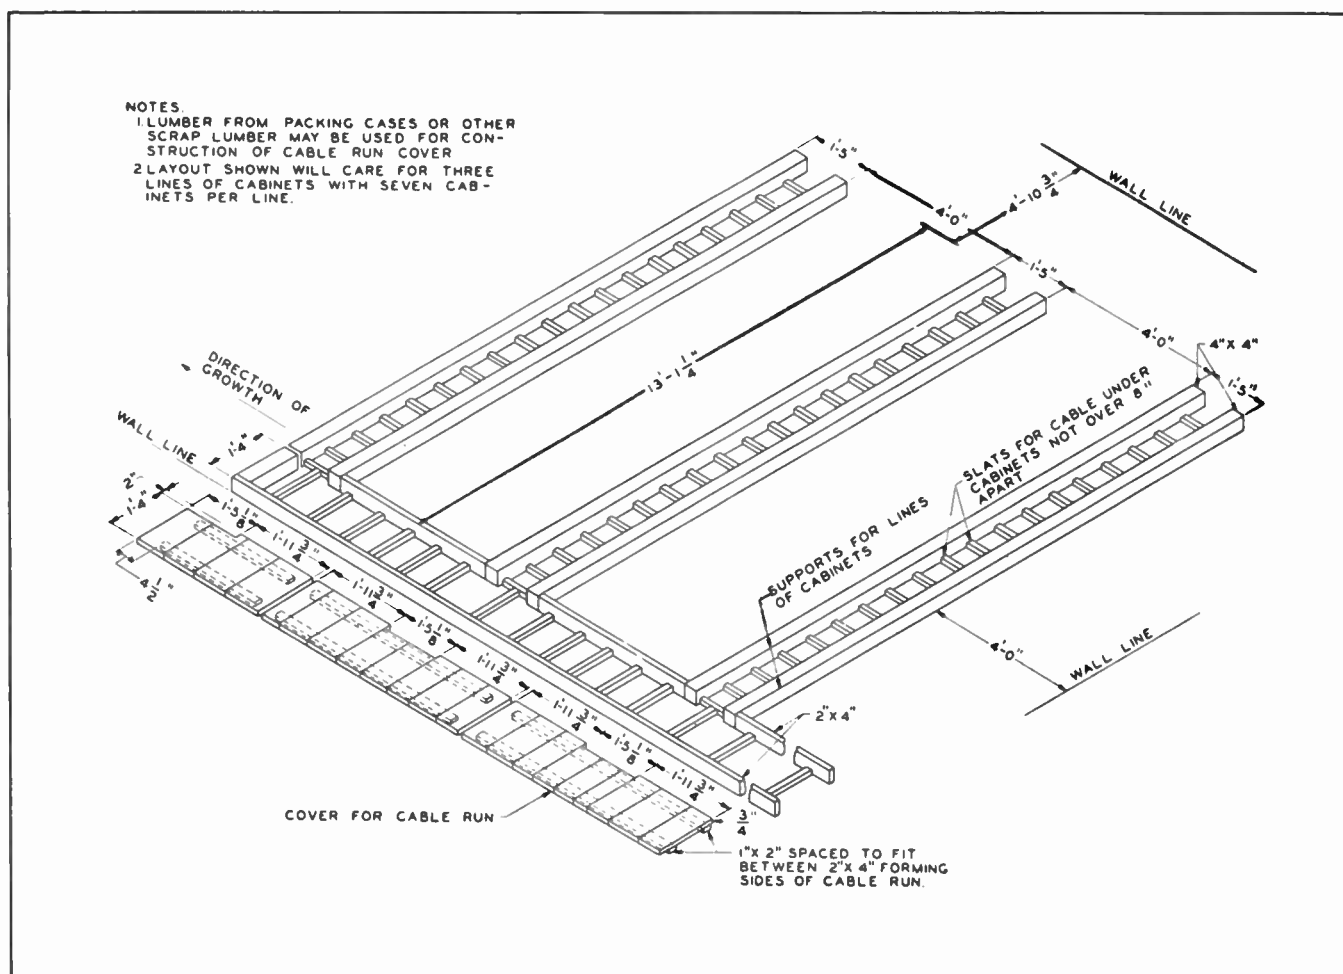 NOTES.
1. LUMBER FROM PACKING CASES OR OTHER
SCRAP LUMBER MAY BE USED FOR CON-
STRUCTION OF CABLE RUN COVER
2. LAYOUT SHOWN WILL CARE FOR THREE
LINES OF CABINETS WITH SEVEN CAB-
INETS PER LINE.
1'-5"
4'-0"
4'-10 3/4"
WALL LINE
1'-5"
4'-0"
4" X 4"
1'-5"
13'-1 1/4"
DIRECTION OF
GROWTH
WALL LINE
1'-4"
2"
1'-4"
4 1/2"
1'-5 1/8"
1'-11 3/4"
1'-11 3/4"
1'-5 1/8"
1'-11 3/4"
1'-11 3/4"
1'-5 1/8"
1'-11 3/4"
3/4"
SLATS FOR CABLE UNDER
CABINETS NOT OVER 8"
APART
SUPPORTS FOR LINES
OF CABINETS
4'-0"
WALL LINE
2" X 4"
COVER FOR CABLE RUN
1" X 2" SPACED TO FIT
BETWEEN 2" X 4" FORMING
SIDES OF CABLE RUN.